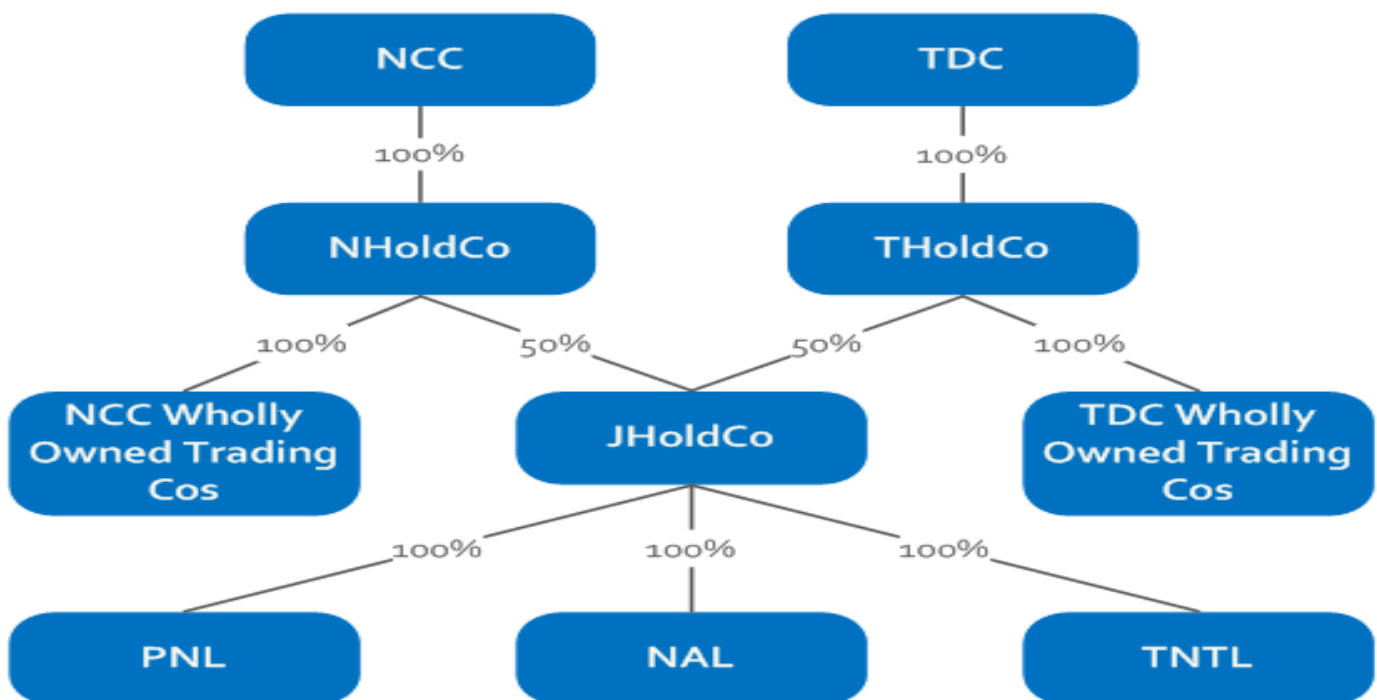 NCC
TDC
100%
100%
NHoldCo
THoldCo
100%
50%
50%
100%
NCC Wholly
Owned Trading
Cos
JHoldCo
TDC Wholly
Owned Trading
Cos
100%
100%
100%
PNL
NAL
TNTL